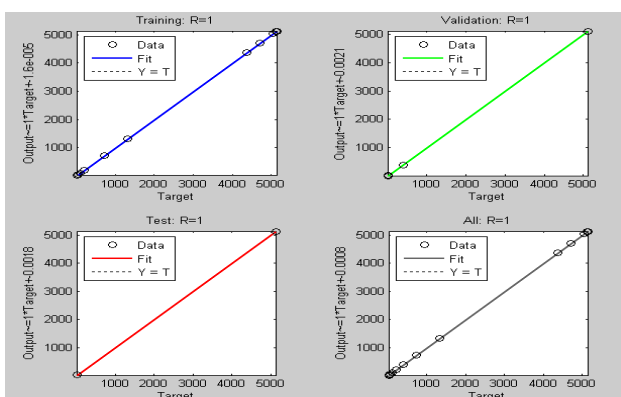 Training: R=1
Output~=1*Target+-1.6e-005
5000
4000
3000
2000
1000
0
Data
Fit
Y = T
1000 2000 3000 4000 5000
Target
Validation: R=1
Output~=1*Target+-0.0021
5000
4000
3000
2000
1000
0
Data
Fit
Y = T
1000 2000 3000 4000 5000
Target
Test: R=1
Output~=1*Target+-0.0018
5000
4000
3000
2000
1000
0
Data
Fit
Y = T
1000 2000 3000 4000 5000
Target
All: R=1
Output~=1*Target+-0.0008
5000
4000
3000
2000
1000
0
Data
Fit
Y = T
1000 2000 3000 4000 5000
Target